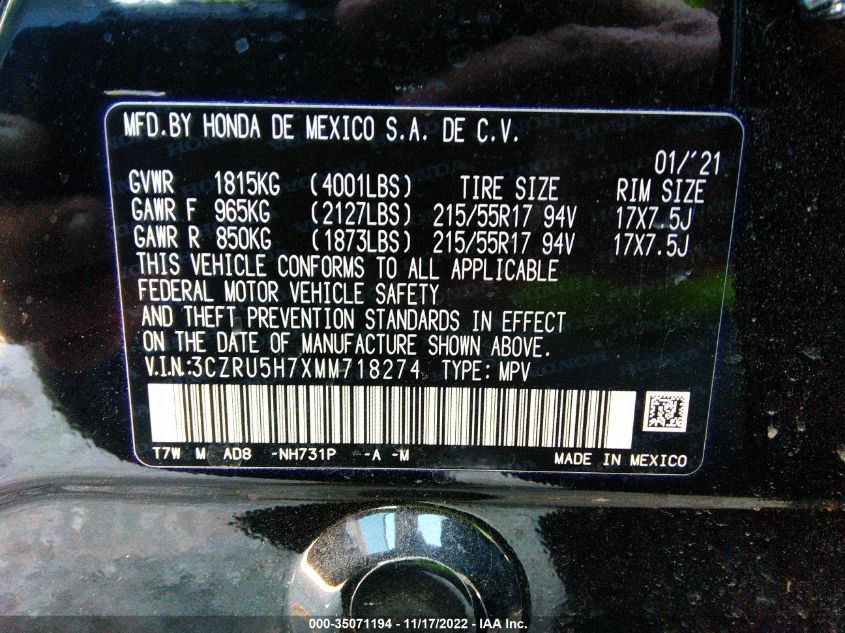 MFD.BY HONDA DE MEXICO S.A. DE C.V.
01/'21
GVWR 1815KG (4001LBS) TIRE SIZE RIM SIZE
GAWR F 965KG (2127LBS) 215/55R17 94V 17X7.5J
GAWR R 850KG (1873LBS) 215/55R17 94V 17X7.5J
THIS VEHICLE CONFORMS TO ALL APPLICABLE
FEDERAL MOTOR VEHICLE SAFETY
AND THEFT PREVENTION STANDARDS IN EFFECT
ON THE DATE OF MANUFACTURE SHOWN ABOVE.
V.I.N:3CZRU5H7XMM718274 TYPE: MPV
T7W M AD8 -NH731P -A -M
MADE IN MEXICO
000-35071194 - 11/17/2022 - IAA Inc.